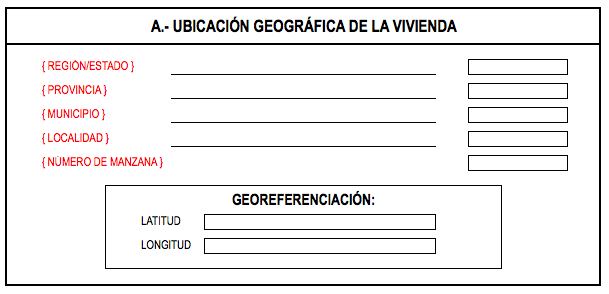 A.- UBICACIÓN GEOGRÁFICA DE LA VIVIENDA
{ REGIÓN/ESTADO }
{ PROVINCIA }
{ MUNICIPIO }
{ LOCALIDAD }
{ NÚMERO DE MANZANA }
GEOREFERENCIACIÓN:
LATITUD
LONGITUD